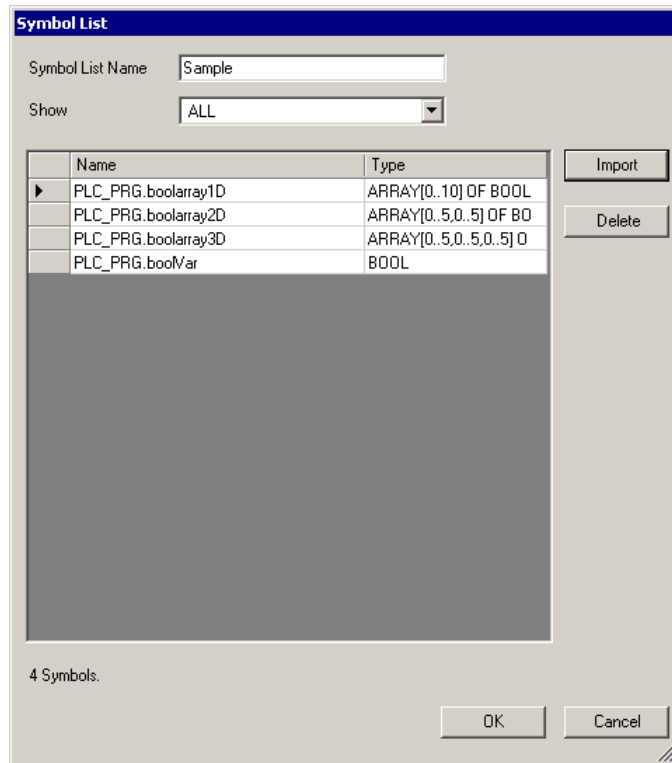 Symbol List
Symbol List Name Sample
Show ALL
Name Type Import
PLC_PRG.boolarray1D ARRAY[0..10] OF BOOL
PLC_PRG.boolarray2D ARRAY[0..5,0..5] OF BO Delete
PLC_PRG.boolarray3D ARRAY[0..5,0..5,0..5] O
PLC_PRG.boolVar BOOL
4 Symbols.
OK Cancel